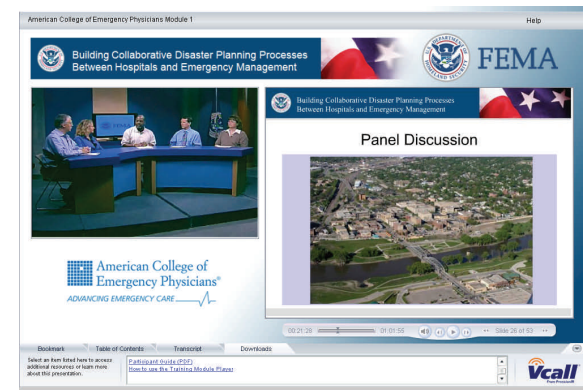 American College of Emergency Physicians Module 1
Help
Building Collaborative Disaster Planning Processes
Between Hospitals and Emergency Management
FEMA
Building Collaborative Disaster Planning Processes
Between Hospitals and Emergency Management
Panel Discussion
American College of
Emergency Physicians®
ADVANCING EMERGENCY CARE
00:21:28
01:01:55
Slide 26 of 53
Bookmark
Table of Contents
Transcript
Downloads
Select an item listed here to access
additional resources or learn more
about this presentation.
Participant Guide (PDF)
How to use the Training Module Player
Vcall